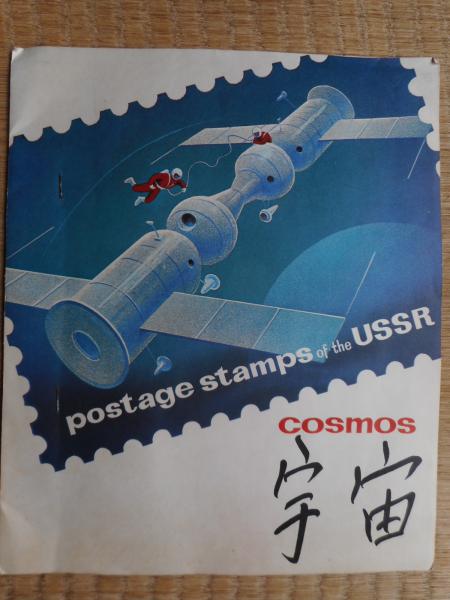 postage stamps of the USSR
cosmos
宇宙